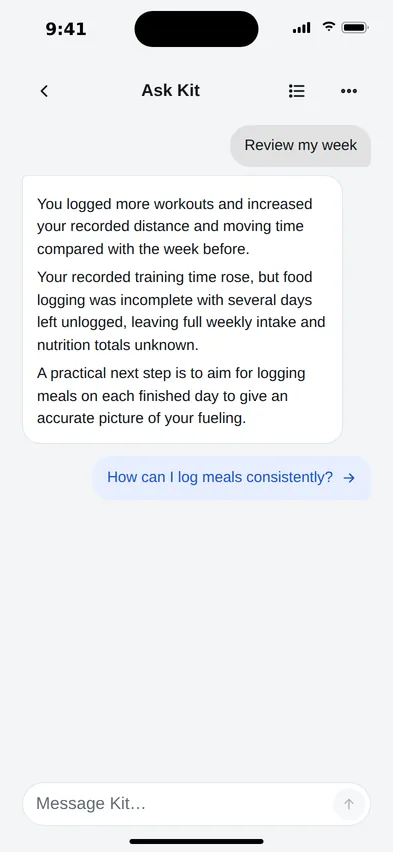 9:41
Ask Kit
Review my week
You logged more workouts and increased
your recorded distance and moving time
compared with the week before.
Your recorded training time rose, but food
logging was incomplete with several days
left unlogged, leaving full weekly intake and
nutrition totals unknown.
A practical next step is to aim for logging
meals on each finished day to give an
accurate picture of your fueling.
How can I log meals consistently?
Message Kit…